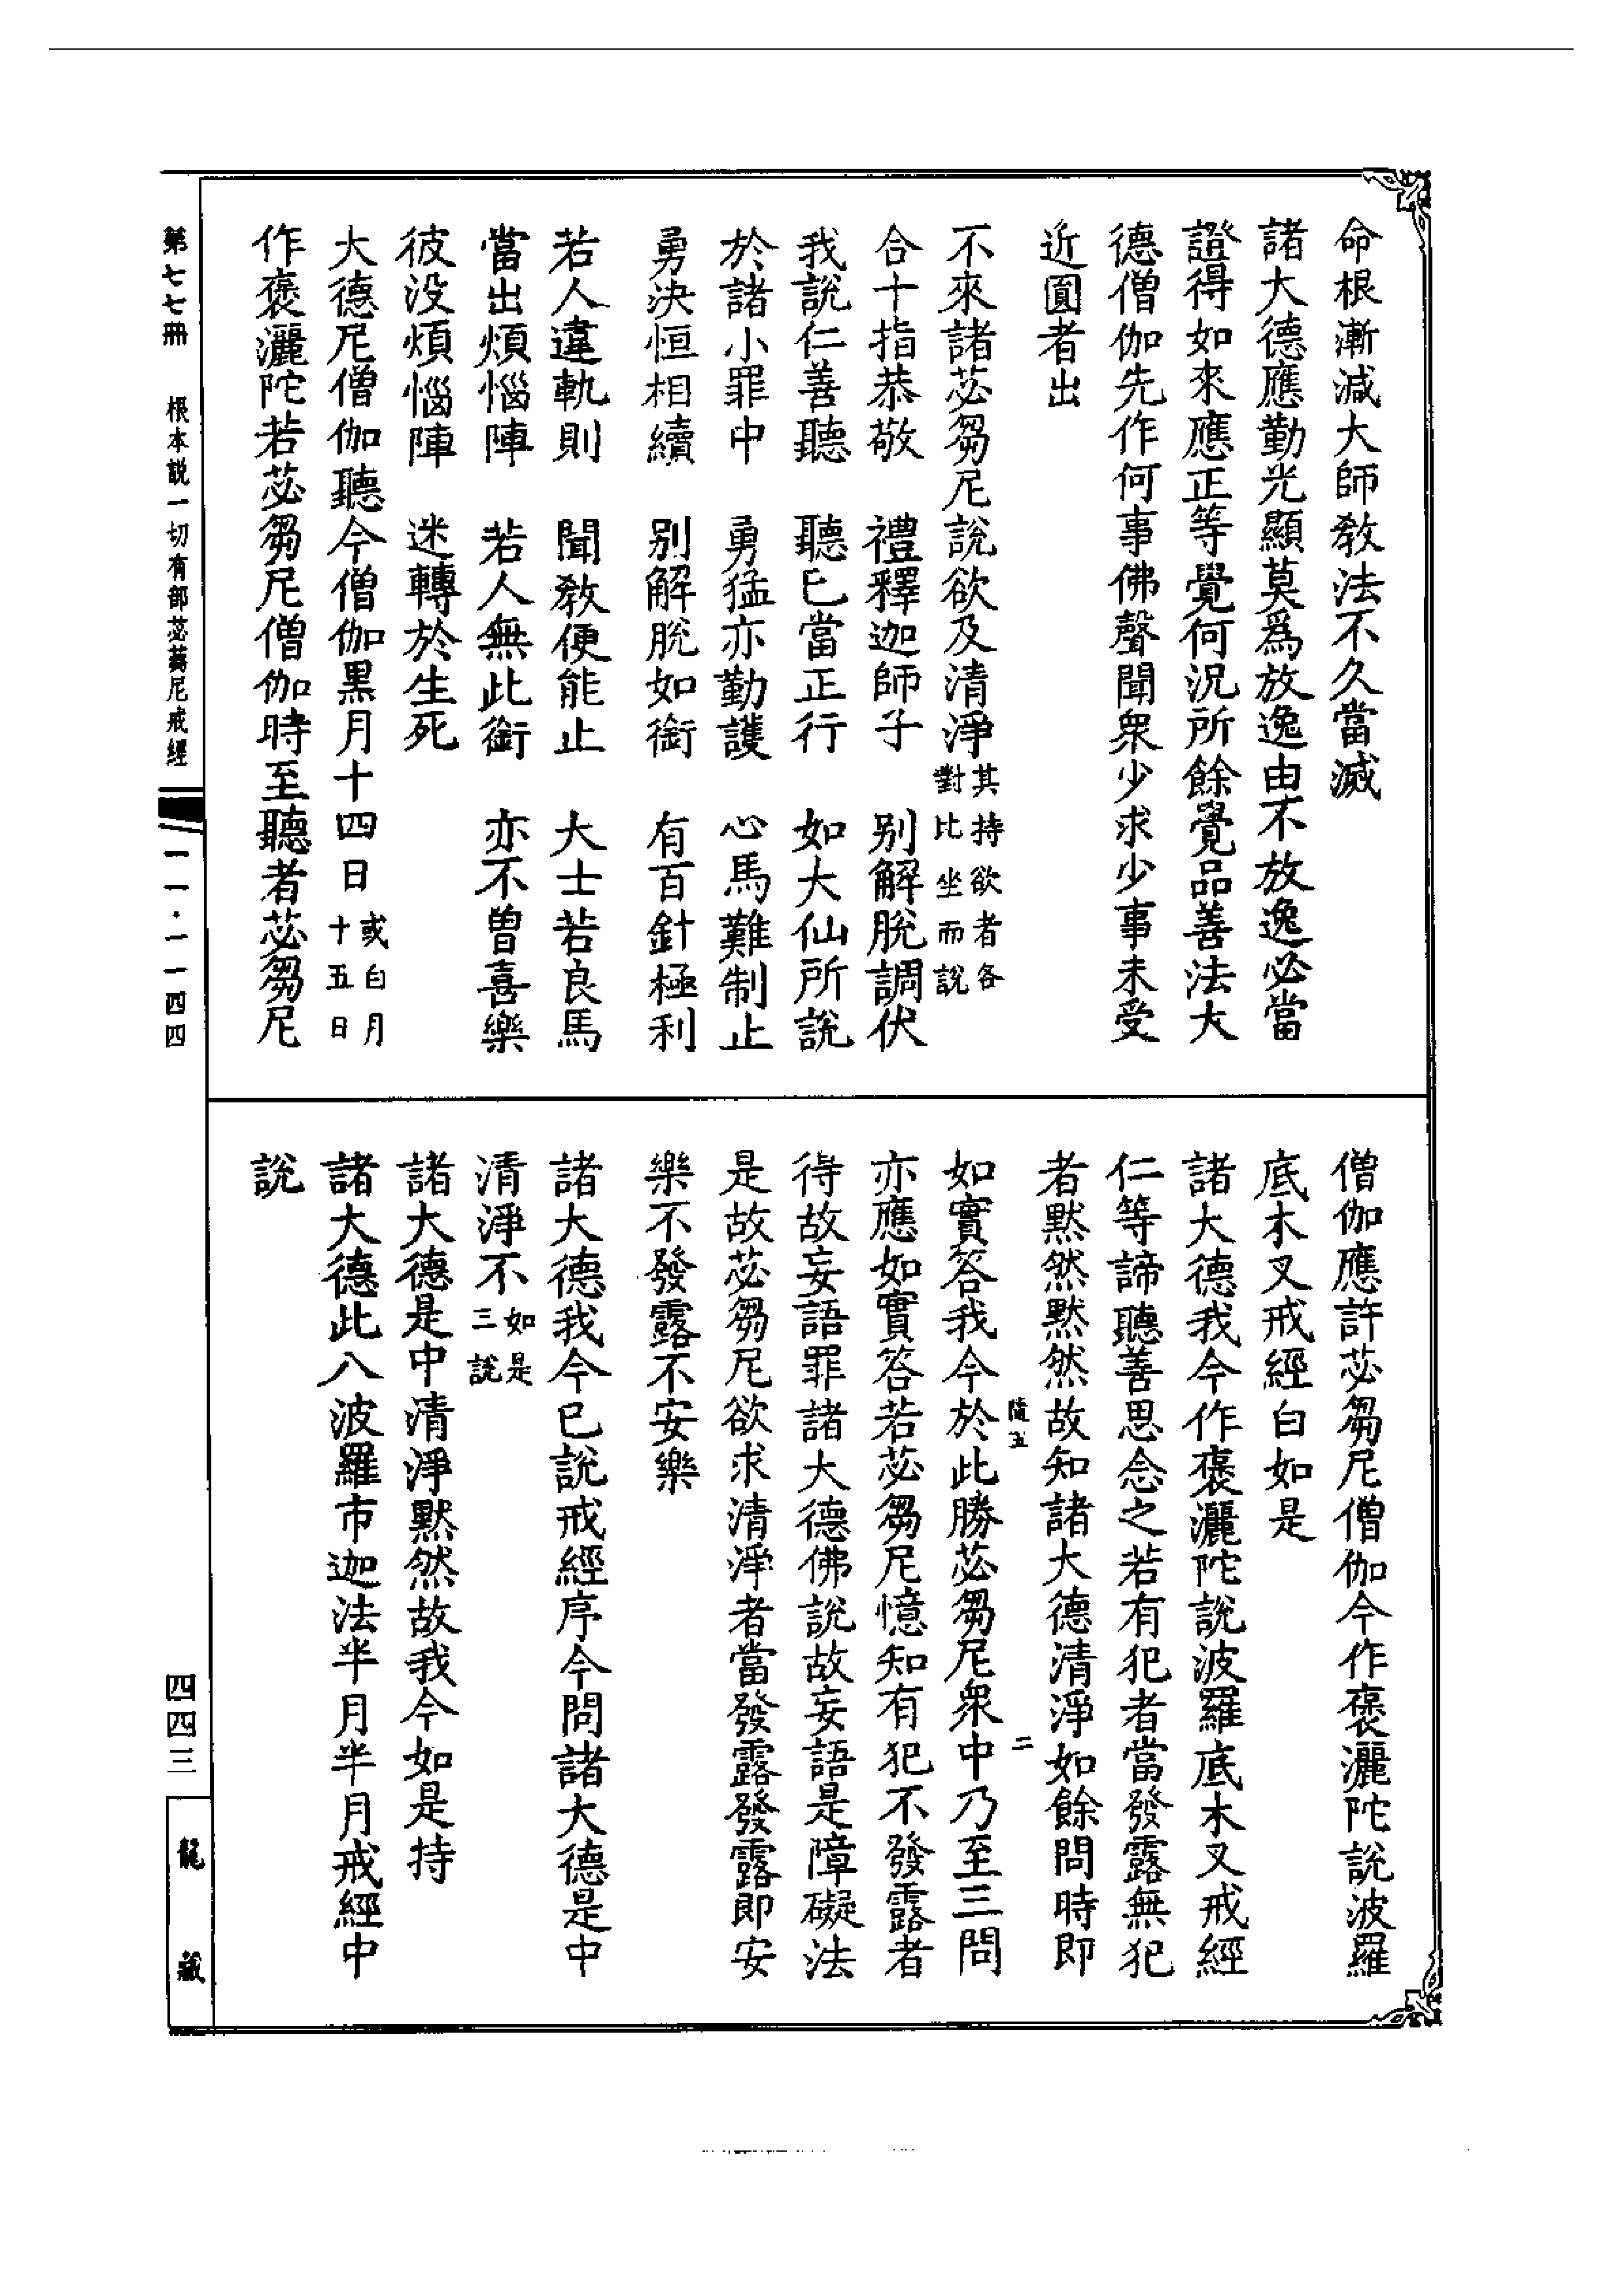 命根漸減大師敎法不久當滅
諸大德應勤光顯莫爲放逸由不放逸必當
證得如來應正等覺何況所餘覺品善法大
德僧伽先作何事佛聲聞衆少求少事未受
近圓者出
不來諸苾芻尼說欲及清淨其持欲者各對比坐而說
合十指恭敬　禮釋迦師子　別解脫調伏
我說仁善聽　聽已當正行　如大仙所說
於諸小罪中　勇猛亦勤護　心馬難制止
勇決恒相續　別解脫如銜　有百針極利
若人違軌則　聞敎便能止　大士若良馬
當出煩惱陣　若人無此銜　亦不曾喜樂
彼没煩惱陣　迷轉於生死
大德尼僧伽聽今僧伽黑月十四日或白月十五日
作褒灑陀若苾芻尼僧伽時至聽者苾芻尼
僧伽應許苾芻尼僧伽今作褒灑陀說波羅
底木叉戒經白如是
諸大德我今作褒灑陀說波羅底木叉戒經
仁等諦聽善思念之若有犯者當發露無犯
者默然默然故知諸大德清淨如餘問時即
隨五　二
如實答我今於此勝苾芻尼衆中乃至三問
亦應如實答若苾芻尼憶知有犯不發露者
得故妄語罪諸大德佛說故妄語是障礙法
是故苾芻尼欲求清淨者當發露發露即安
樂不發露不安樂
諸大德我今已說戒經序今問諸大德是中
清淨不如是三說
諸大德是中清淨默然故我今如是持
諸大德此八波羅市迦法半月半月戒經中
說
第七七冊　根本説一切有部苾蒭尼戒經
一一·一一四四
四四三
龍藏